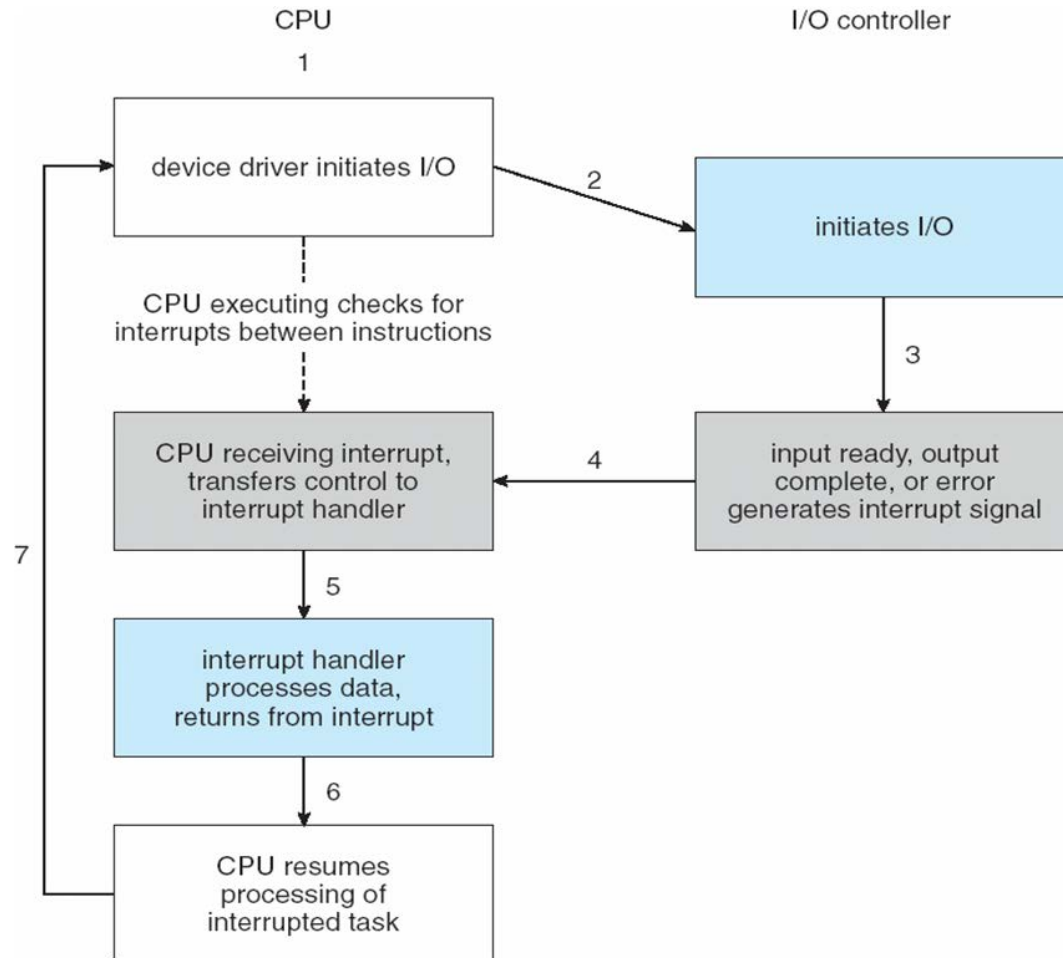 CPU
I/O controller
1
device driver initiates I/O
2
initiates I/O
CPU executing checks for
interrupts between instructions
3
CPU receiving interrupt,
transfers control to
interrupt handler
4
input ready, output
complete, or error
generates interrupt signal
7
5
interrupt handler
processes data,
returns from interrupt
6
CPU resumes
processing of
interrupted task